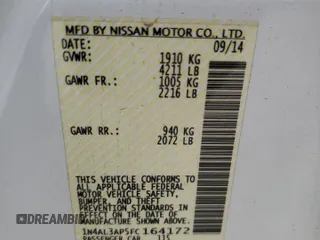 MFD BY NISSAN MOTOR CO., LTD.
DATE: 09/14
GVWR: 1910 KG
4211 LB
GAWR FR.: 1005 KG
2216 LB
GAWR RR.: 940 KG
2072 LB
THIS VEHICLE CONFORMS TO ALL
APPLICABLE FEDERAL
MOTOR VEHICLE SAFETY,
BUMPER, AND THEFT
PREVENTION STANDARDS IN
EFFECT ON THE DATE OF
MANUFACTURE SHOWN ABOVE.
1N4AL3AP5FC164172
PASSENGER CAR 115
DREAMBID